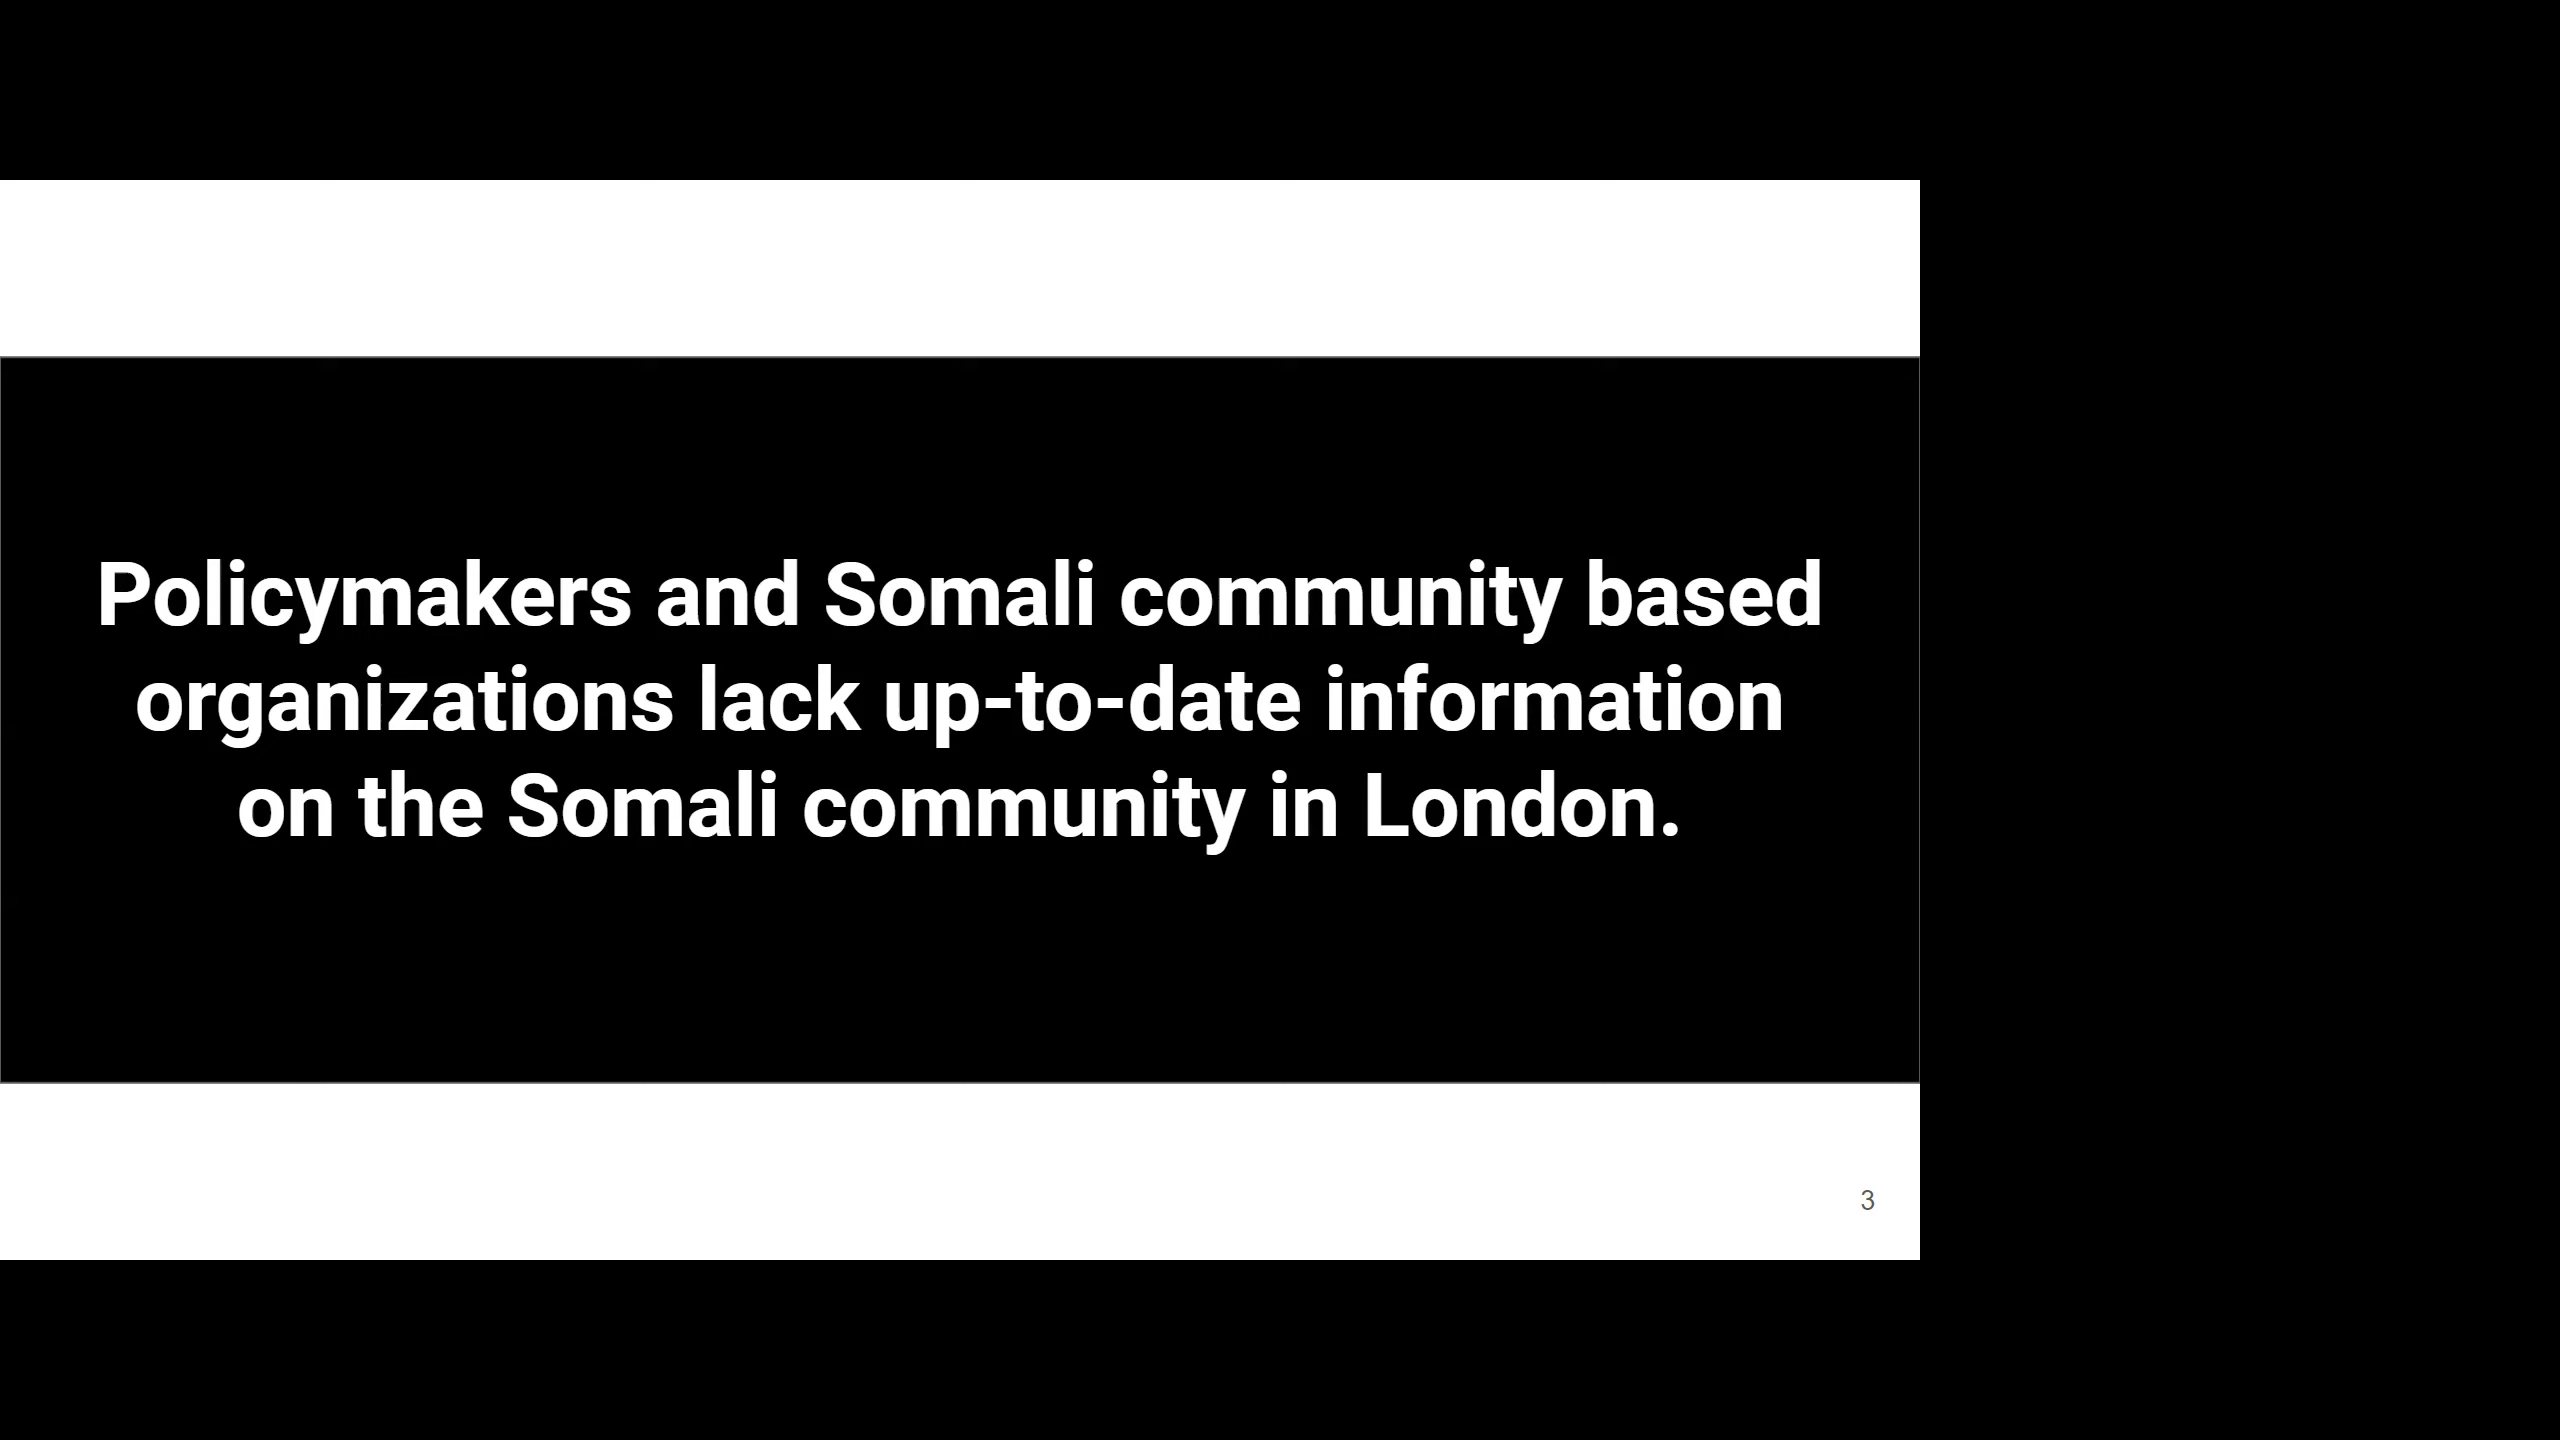 Policymakers and Somali community based
organizations lack up-to-date information
on the Somali community in London.
3